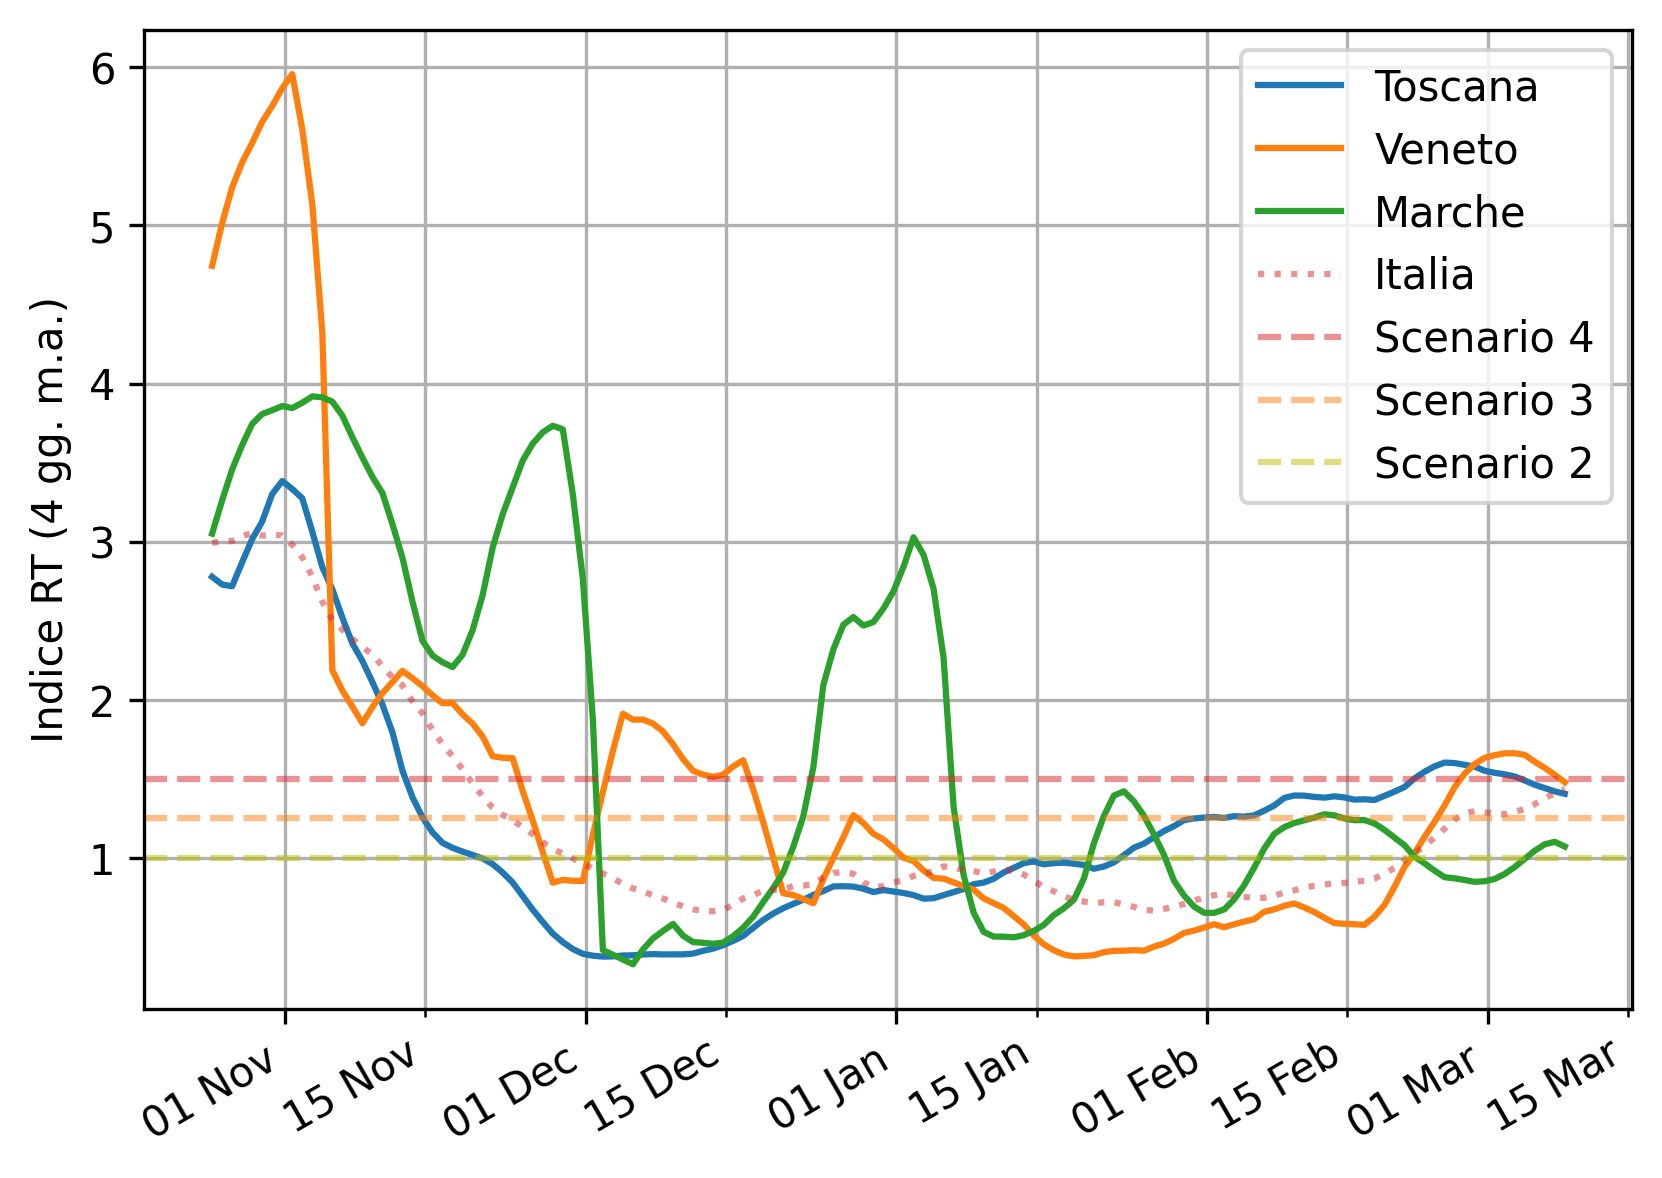 Indice RT (4 gg. m.a.)
6
5
4
3
2
1
Toscana
Veneto
Marche
Italia
Scenario 4
Scenario 3
Scenario 2
01 Nov
15 Nov
01 Dec
15 Dec
01 Jan
15 Jan
01 Feb
15 Feb
01 Mar
15 Mar